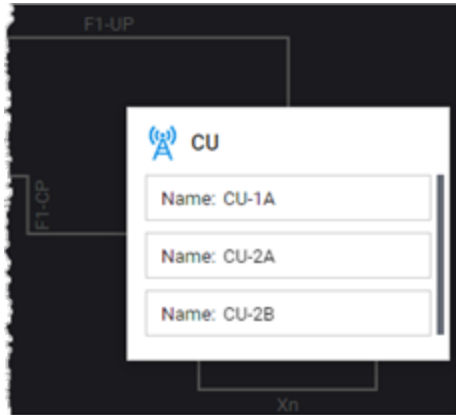 F1-UP
CU
F1-CP
Name: CU-1A
Name: CU-2A
Name: CU-2B
Xn